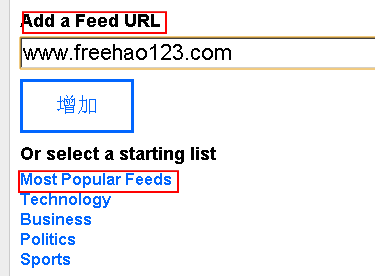 Add a Feed URL
www.freehao123.com
增加
Or select a starting list
Most Popular Feeds
Technology
Business
Politics
Sports